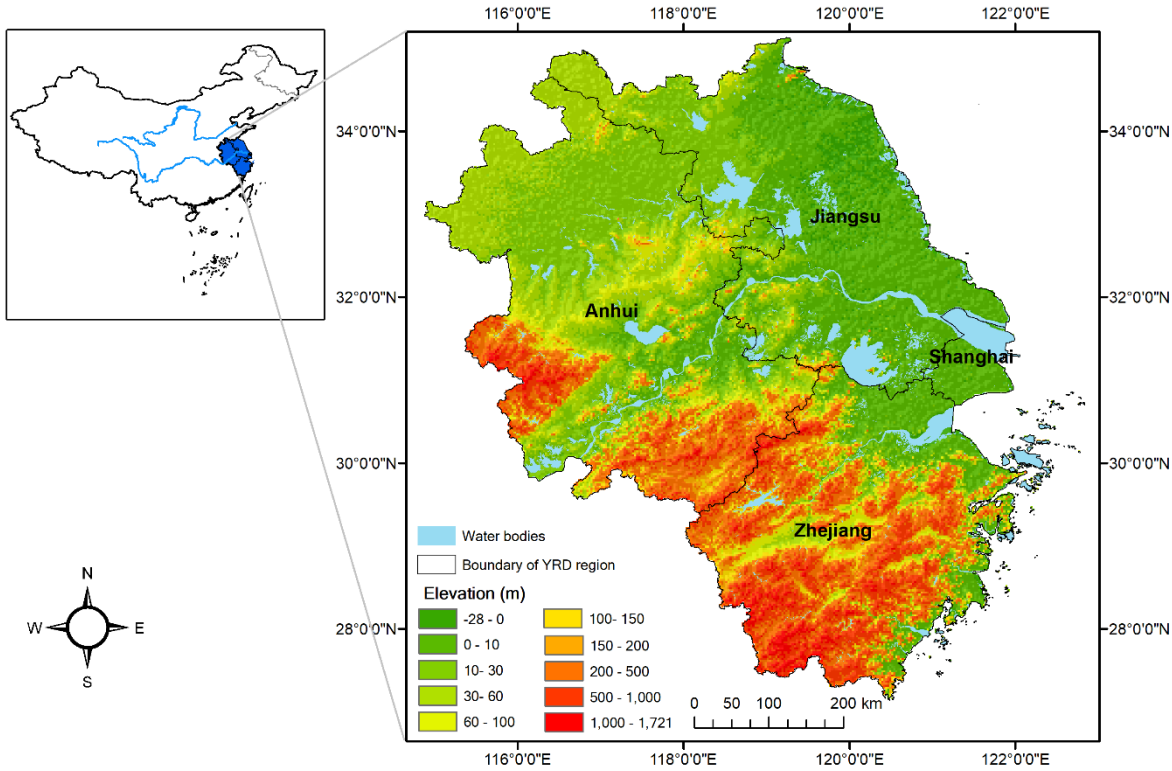 116°0'0"E 118°0'0"E 120°0'0"E 122°0'0"E
34°0'0"N 34°0'0"N
Jiangsu
32°0'0"N 32°0'0"N
Anhui
Shanghai
30°0'0"N 30°0'0"N
Zhejiang
Water bodies
Boundary of YRD region
Elevation (m)
-28 - 0 100- 150
0 - 10 150 - 200
10- 30 200 - 500
30- 60 500 - 1,000
60 - 100 1,000 - 1,721
28°0'0"N 28°0'0"N
0 50 100 200 km
N
W E
S
116°0'0"E 118°0'0"E 120°0'0"E 122°0'0"E